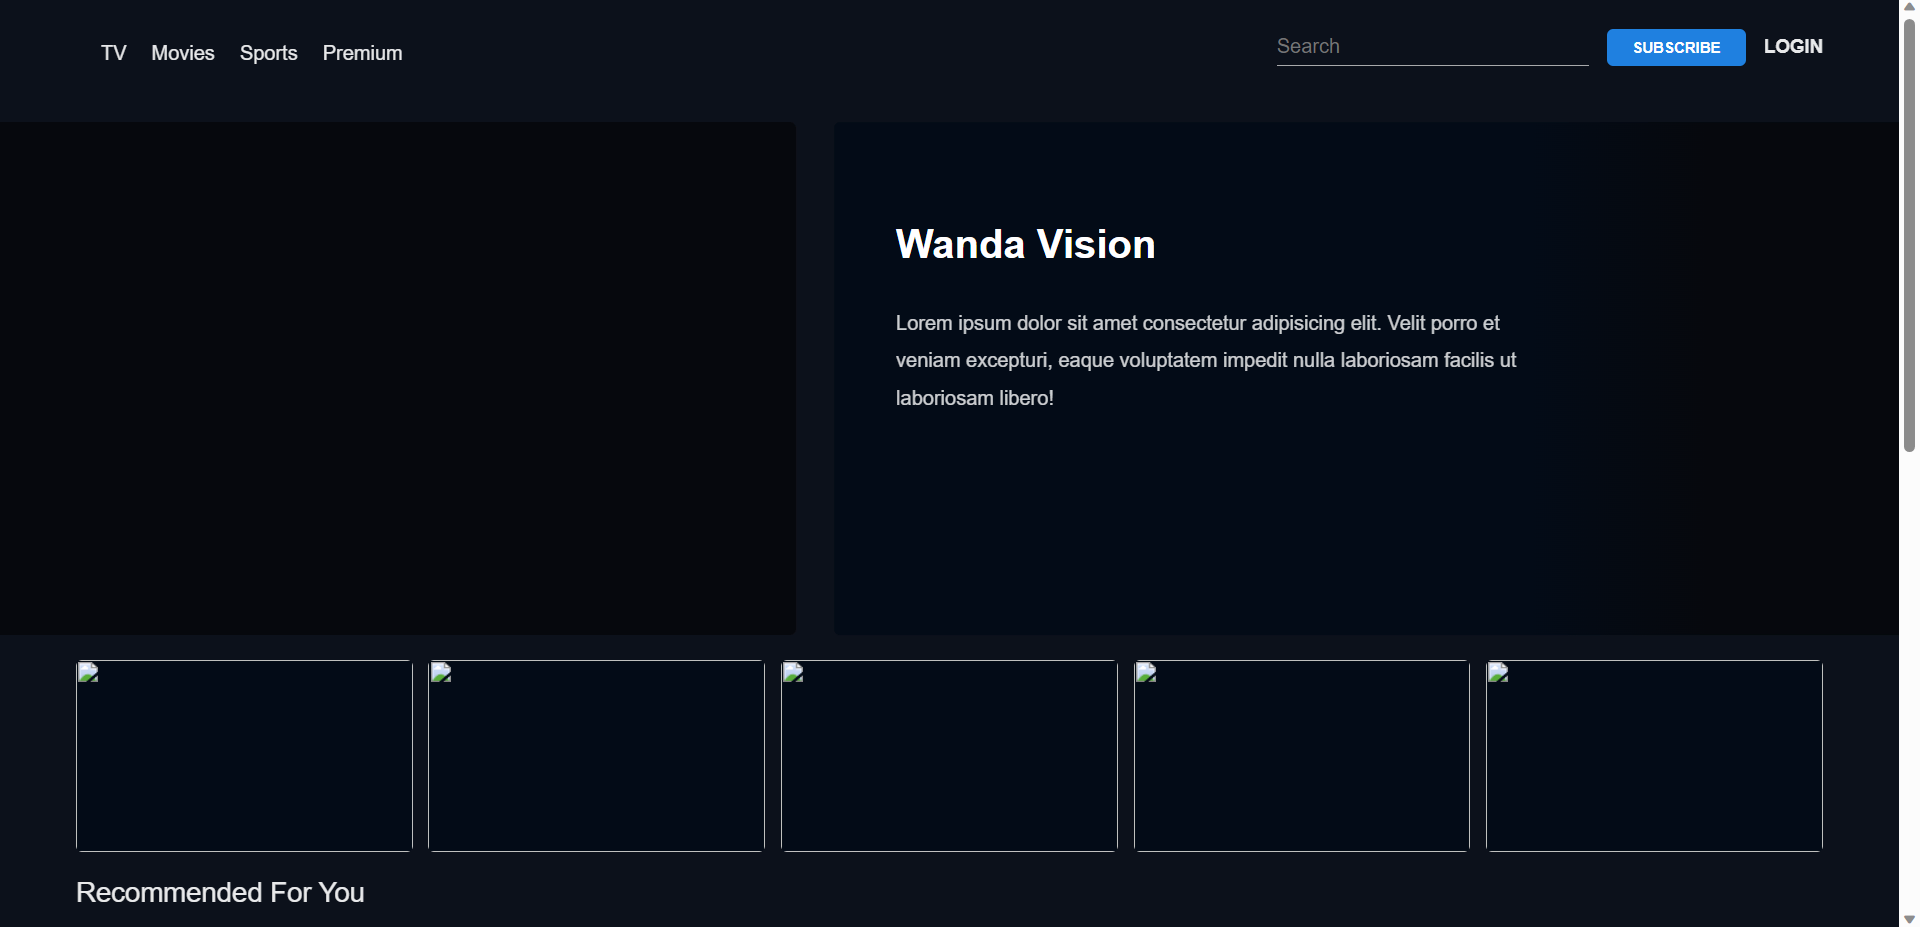 TV Movies Sports Premium Search SUBSCRIBE LOGIN
Wanda Vision
Lorem ipsum dolor sit amet consectetur adipisicing elit. Velit porro et
veniam excepturi, eaque voluptatem impedit nulla laboriosam facilis ut
laboriosam libero!
Recommended For You